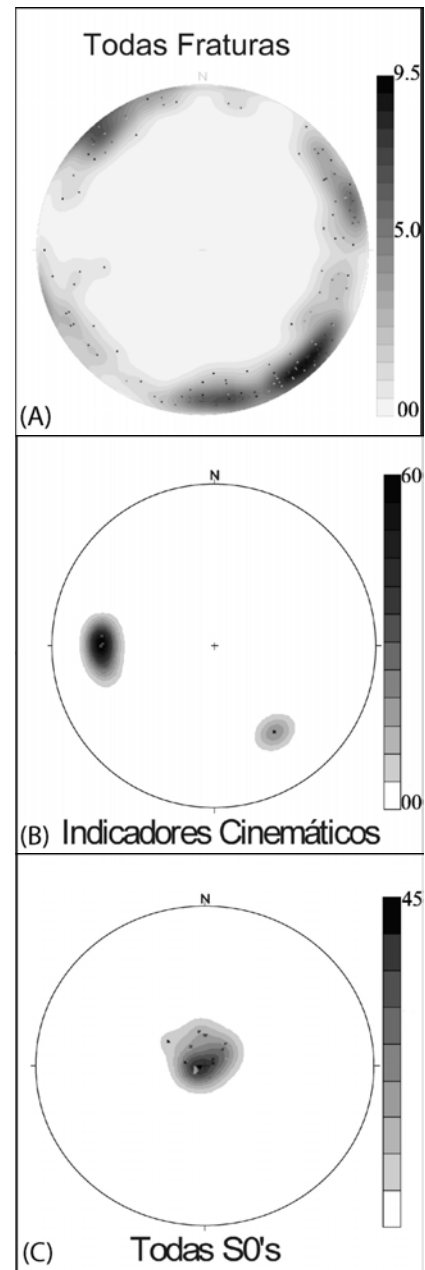 Todas Fraturas
N
9.5
5.0
00
(A)
N
60
00
(B) Indicadores Cinemáticos
N
45
(C) Todas S0's